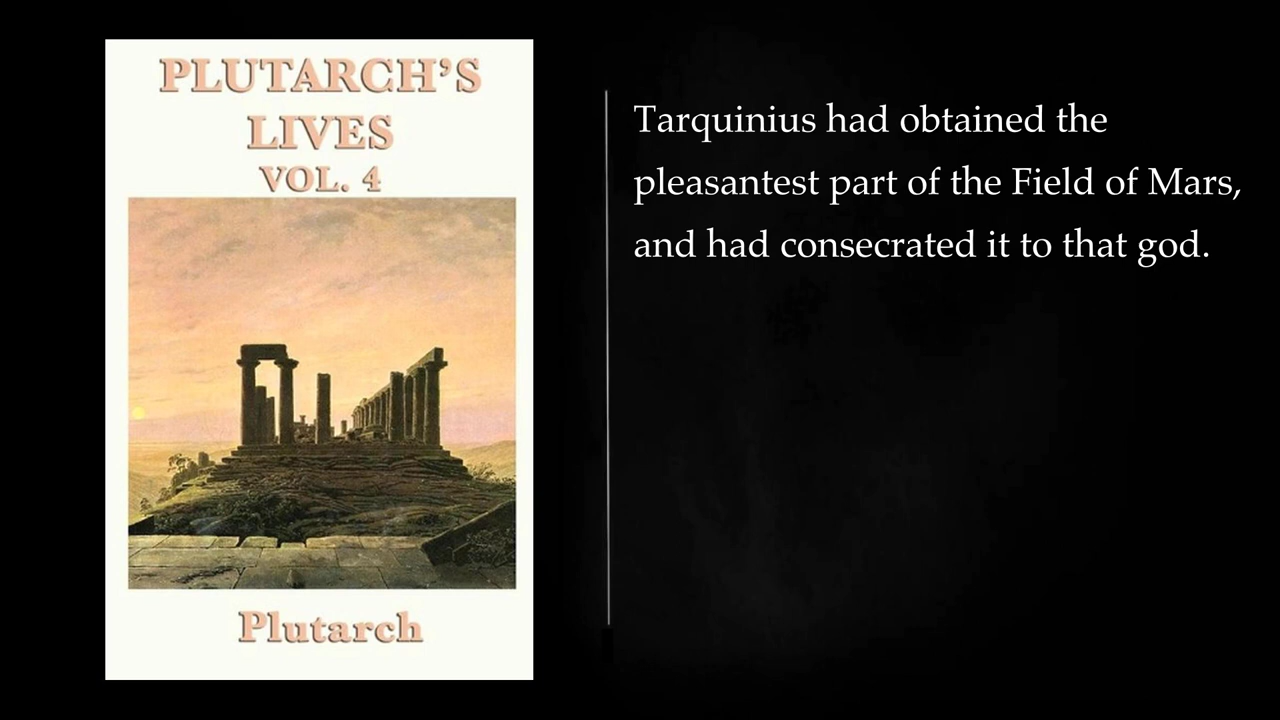 PLUTARCH'S
LIVES
VOL. 4
Plutarch
Tarquinius had obtained the
pleasantest part of the Field of Mars,
and had consecrated it to that god.